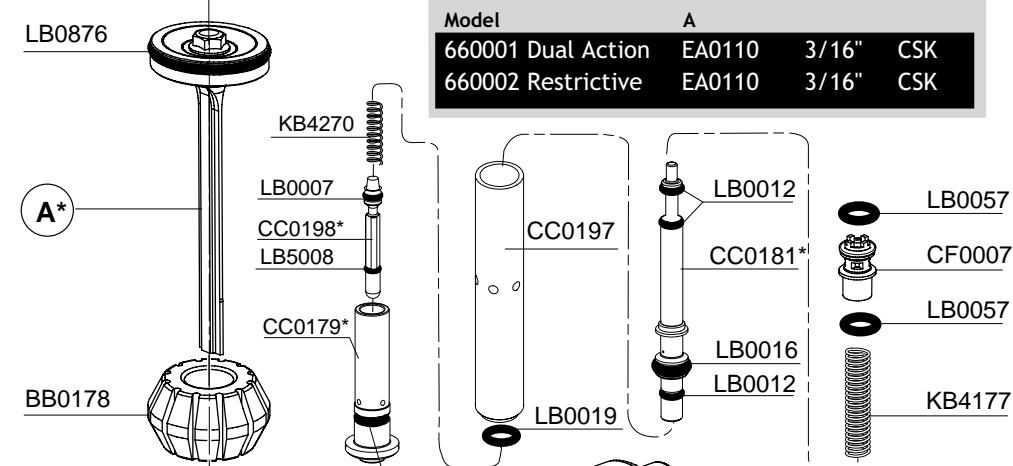 Model A
660001 Dual Action EA0110 3/16" CSK
660002 Restrictive EA0110 3/16" CSK
LB0876
KB4270
LB0007
CC0198*
LB5008
CC0179*
A*
BB0178
CC0197
LB0019
LB0012
CC0181*
LB0016
LB0012
LB0057
CF0007
LB0057
KB4177